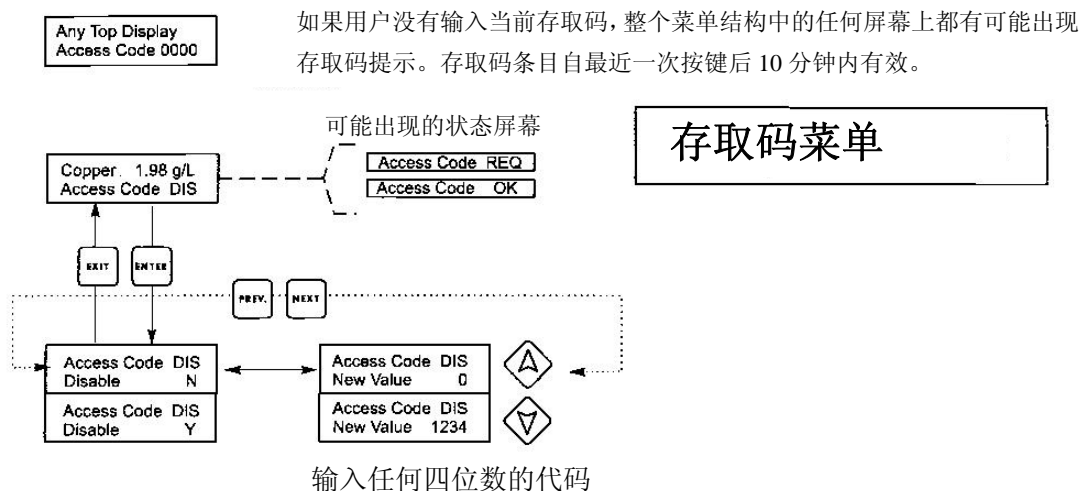 Any Top Display
Access Code 0000
如果用户没有输入当前存取码，整个菜单结构中的任何屏幕上都有可能出现
存取码提示。存取码条目自最近一次按键后 10 分钟内有效。
可能出现的状态屏幕
存取码菜单
Copper 1.98 g/L
Access Code DIS
Access Code REQ
Access Code OK
EXIT
ENTER
PREV.
NEXT
Access Code DIS
Disable N
Access Code DIS
Disable Y
Access Code DIS
New Value 0
Access Code DIS
New Value 1234
输入任何四位数的代码